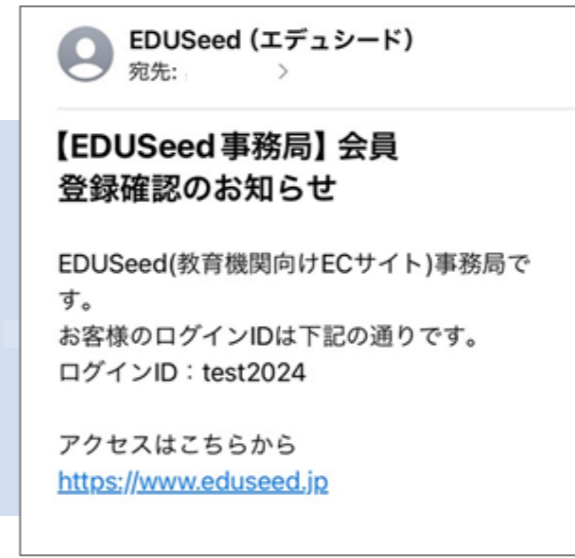 EDUSeed (エデュシード)
宛先:
【EDUSeed事務局】会員
登録確認のお知らせ
EDUSeed(教育機関向けECサイト)事務局で
す。
お客様のログインIDは下記の通りです。
ログインID：test2024
アクセスはこちらから
https://www.eduseed.jp